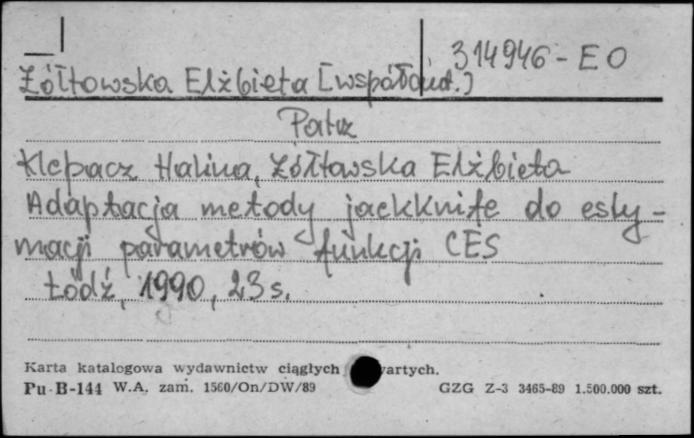 314946-EO
Żółtowska Elżbieta [współaut.]
Patrz
Klepacz Halina, Żółtowska Elżbieta
Adaptacja metody jackknife do esty-
macji parametrów funkcji CES
Łódź, 1990, 23 s.
Karta katalogowa wydawnictw ciągłych wartych.
Pu-B-144 W.A. zam. 1560/On/DW/89 GZG Z-3 3465-89 1.500.000 szt.